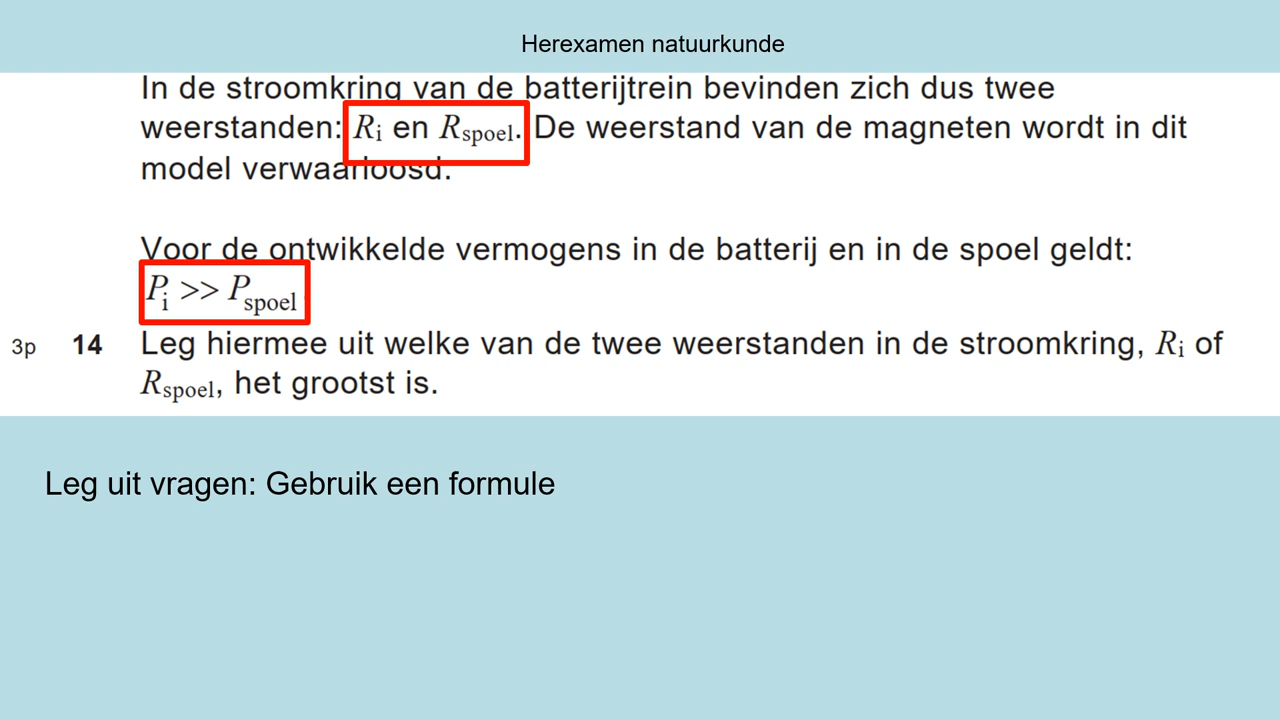 Herexamen natuurkunde
In de stroomkring van de batterijtrein bevinden zich dus twee
weerstanden: Ri en Rspoel. De weerstand van de magneten wordt in dit
model verwaarloosd.
Voor de ontwikkelde vermogens in de batterij en in de spoel geldt:
Pi >> Pspoel
3p 14 Leg hiermee uit welke van de twee weerstanden in de stroomkring, Ri of
Rspoel, het grootst is.
Leg uit vragen: Gebruik een formule